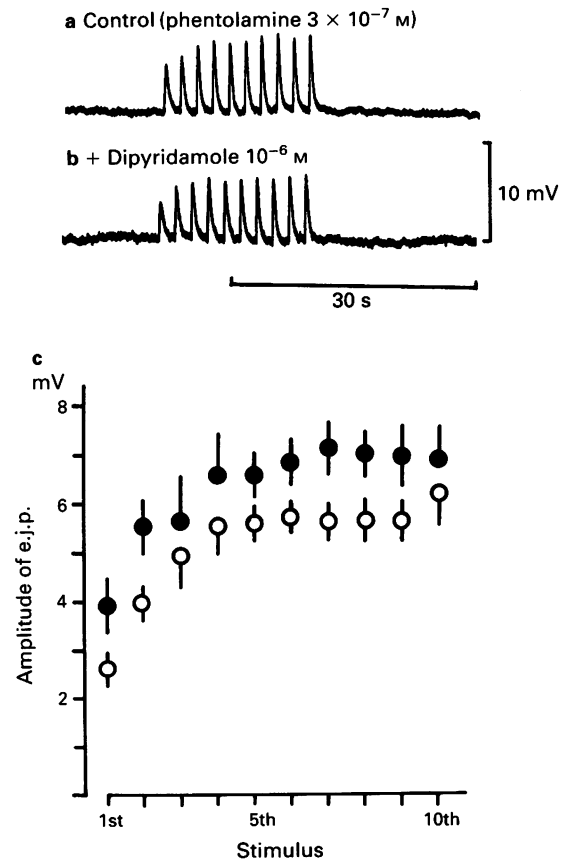 a Control (phentolamine 3 × 10⁻⁷ M)
b + Dipyridamole 10⁻⁶ M
10 mV
30 s
c
mV
8
6
4
2
Amplitude of e.j.p.
1st
5th
10th
Stimulus